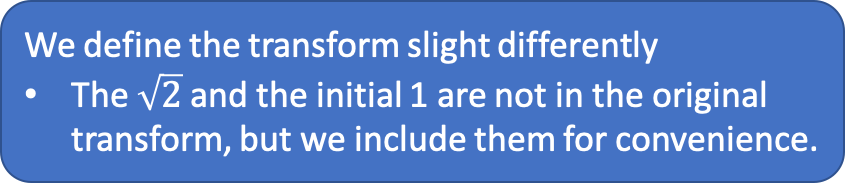 We define the transform slight differently
• The √2 and the initial 1 are not in the original
transform, but we include them for convenience.